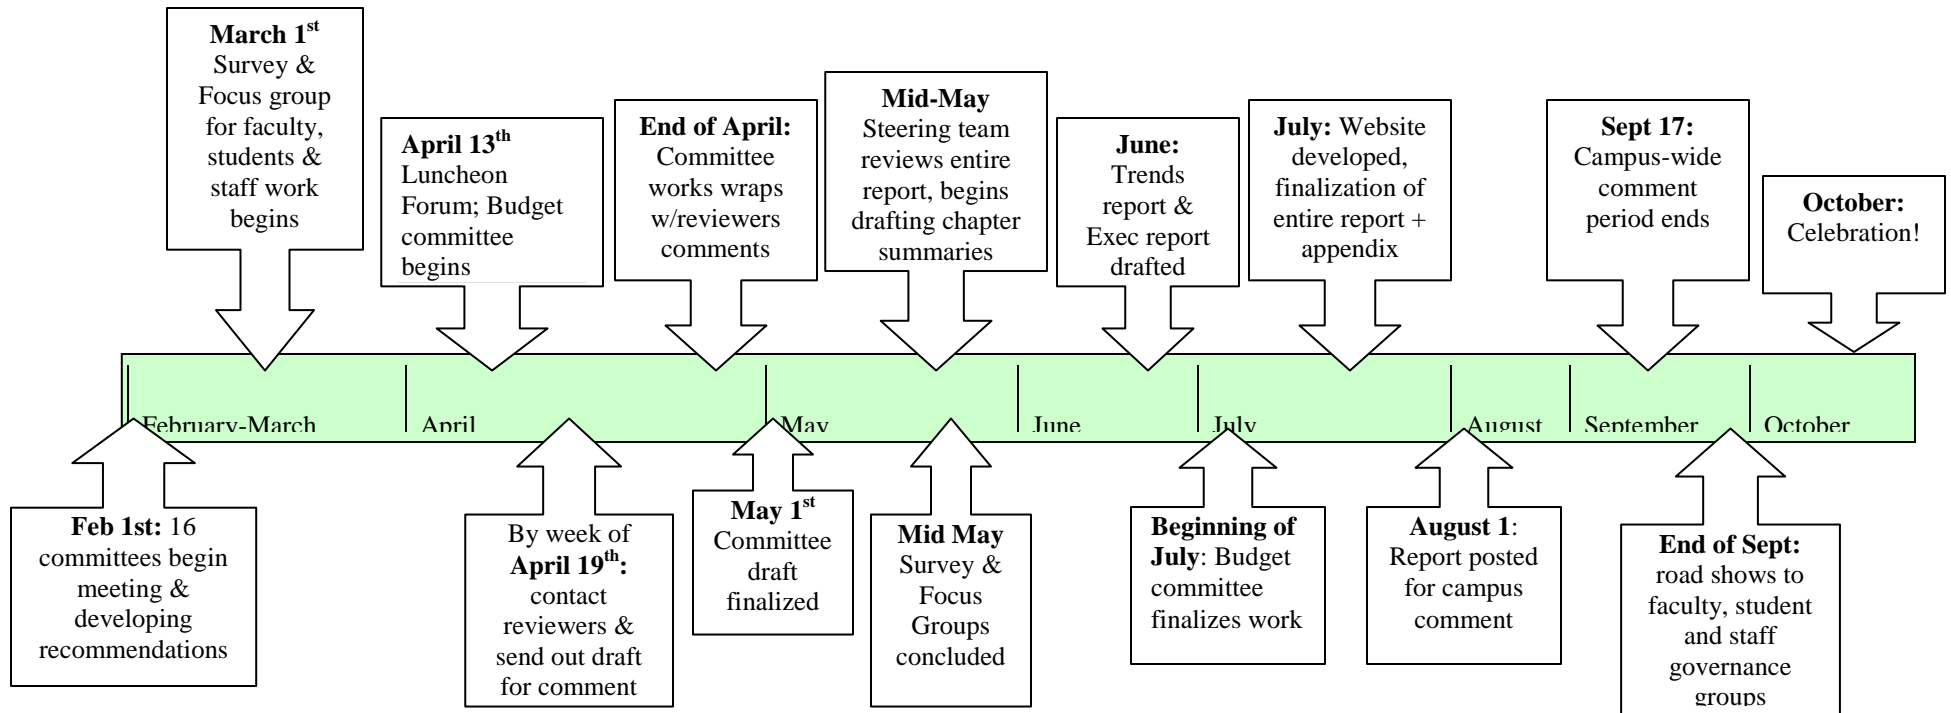 March 1st
Survey &
Focus group
for faculty,
students &
staff work
begins
April 13th
Luncheon
Forum; Budget
committee
begins
End of April:
Committee
works wraps
w/reviewers
comments
Mid-May
Steering team
reviews entire
report, begins
drafting chapter
summaries
June:
Trends
report &
Exec report
drafted
July: Website
developed,
finalization of
entire report +
appendix
Sept 17:
Campus-wide
comment
period ends
October:
Celebration!
February-March
April
May
June
July
August
September
October
Feb 1st: 16
committees begin
meeting &
developing
recommendations
By week of
April 19th:
contact
reviewers &
send out draft
for comment
May 1st
Committee
draft
finalized
Mid May
Survey &
Focus
Groups
concluded
Beginning of
July: Budget
committee
finalizes work
August 1:
Report posted
for campus
comment
End of Sept:
road shows to
faculty, student
and staff
governance
groups